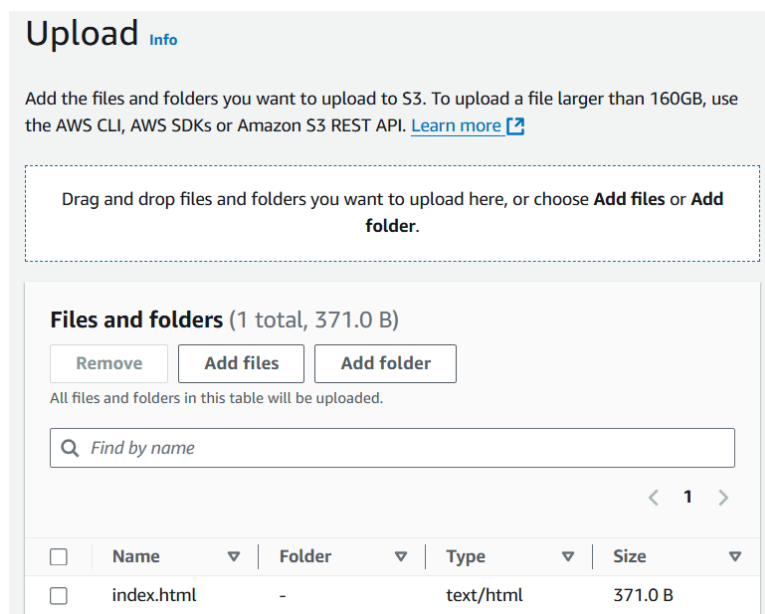 Upload Info
Add the files and folders you want to upload to S3. To upload a file larger than 160GB, use
the AWS CLI, AWS SDKs or Amazon S3 REST API. Learn more
Drag and drop files and folders you want to upload here, or choose Add files or Add
folder.
Files and folders (1 total, 371.0 B)
Remove Add files Add folder
All files and folders in this table will be uploaded.
Find by name
1
Name Folder Type Size
index.html - text/html 371.0 B